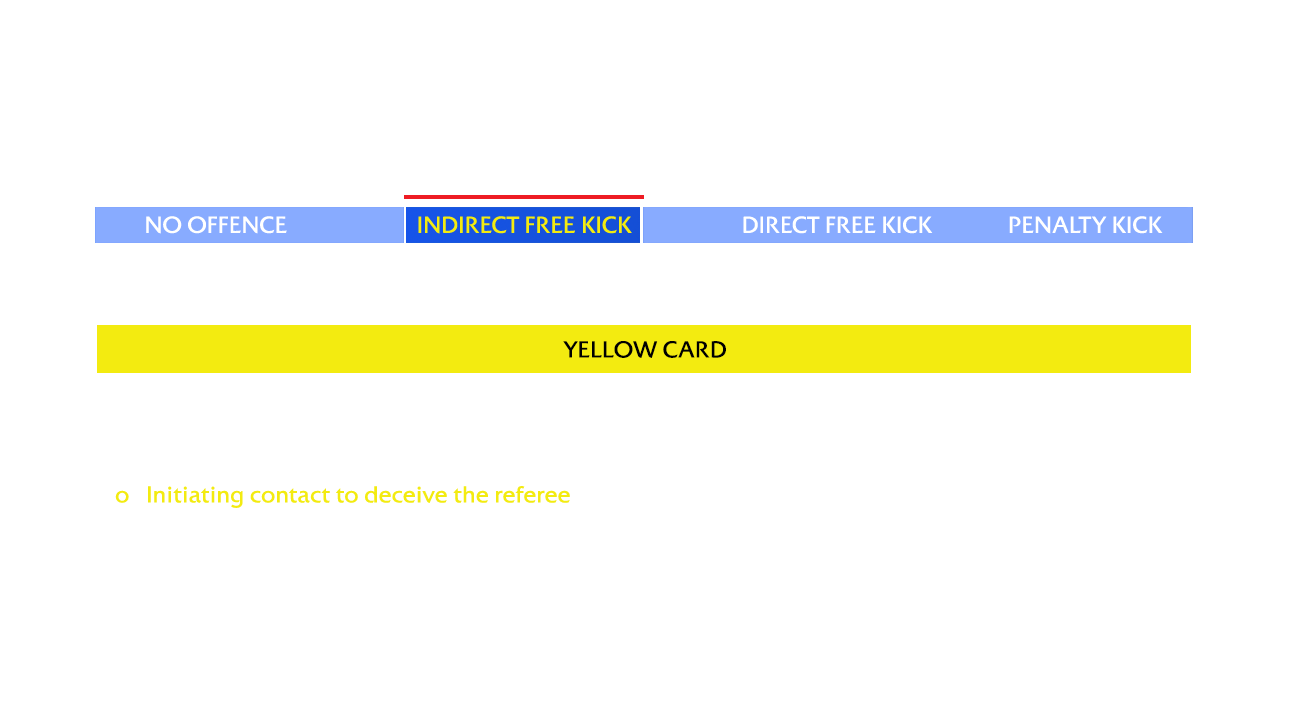 NO OFFENCE INDIRECT FREE KICK DIRECT FREE KICK PENALTY KICK
YELLOW CARD
o Initiating contact to deceive the referee